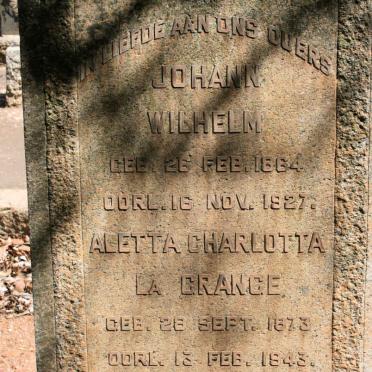 IN LIEFDE AAN ONS OUERS
JOHANN
WILHELM
GEB. 26 FEB. 1864
OORL. 16 NOV. 1927.
ALETTA CHARLOTTA
LA GRANGE
GEB. 28 SEPT. 1873.
OORL. 13 FEB. 1943.